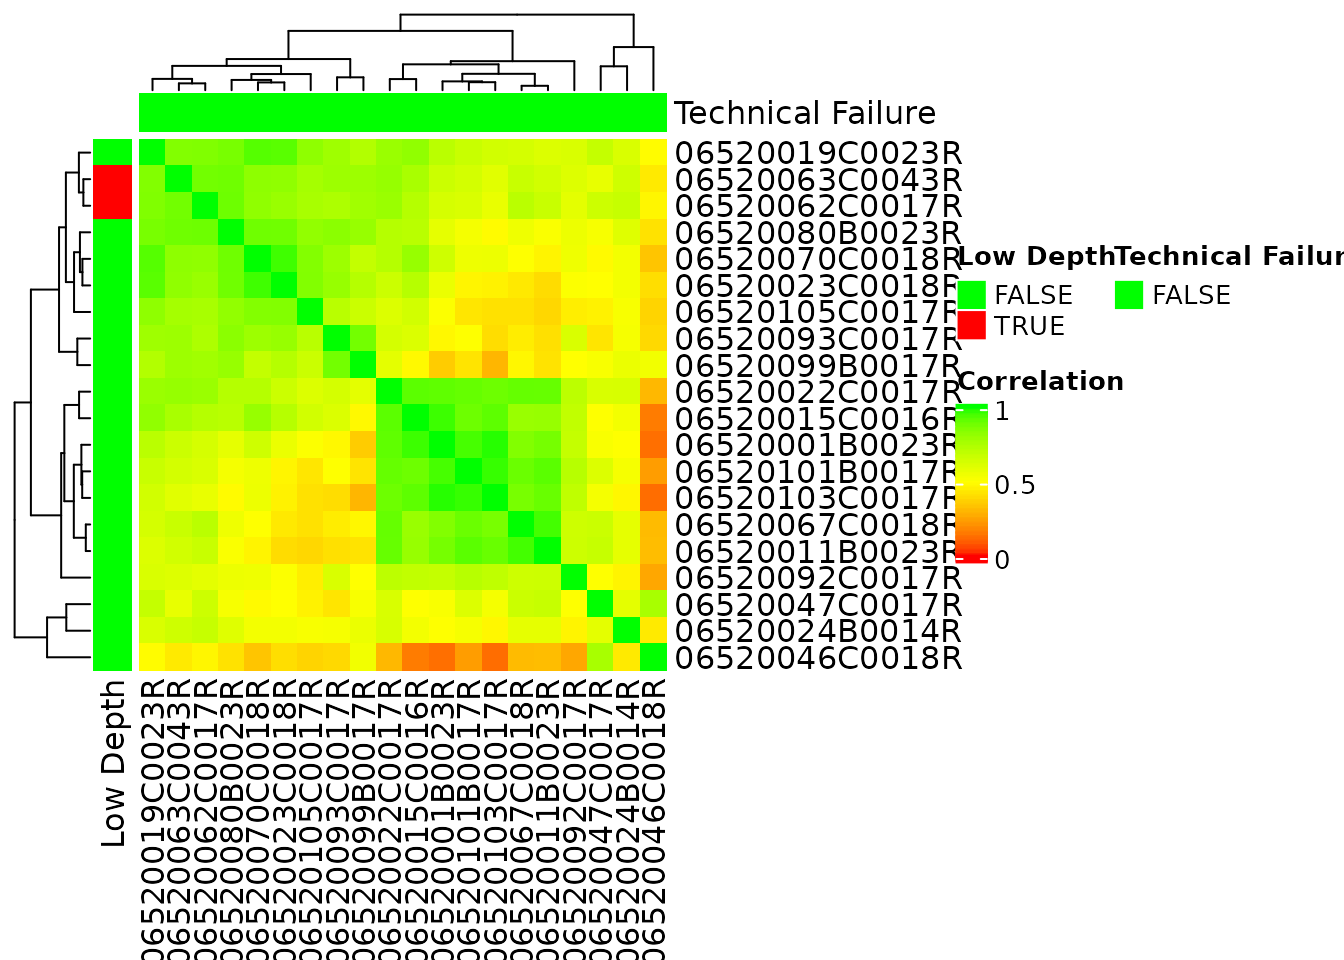 Technical Failure
06520019C0023R
06520063C0043R
06520062C0017R
06520080B0023R
06520070C0018R
06520023C0018R
06520105C0017R
06520093C0017R
06520099B0017R
06520022C0017R
06520015C0016R
06520001B0023R
06520101B0017R
06520103C0017R
06520067C0018R
06520011B0023R
06520092C0017R
06520047C0017R
06520024B0014R
06520046C0018R
Low Depth
Technical Failur
FALSE
FALSE
TRUE
Correlation
1
0.5
0
Low Depth
06520019C0023R
06520063C0043R
06520062C0017R
06520080B0023R
06520070C0018R
06520023C0018R
06520105C0017R
06520093C0017R
06520099B0017R
06520022C0017R
06520015C0016R
06520001B0023R
06520101B0017R
06520103C0017R
06520067C0018R
06520011B0023R
06520092C0017R
06520047C0017R
06520024B0014R
06520046C0018R